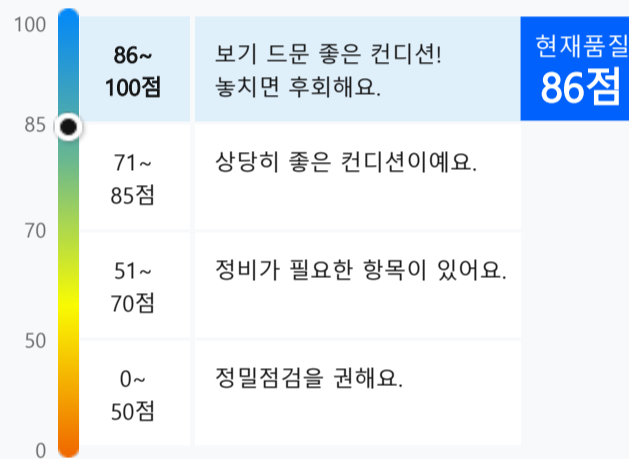 100
86~
100점
보기 드문 좋은 컨디션!
놓치면 후회해요.
현재품질
86점
85
71~
85점
상당히 좋은 컨디션이예요.
70
51~
70점
정비가 필요한 항목이 있어요.
50
0~
50점
정밀점검을 권해요.
0